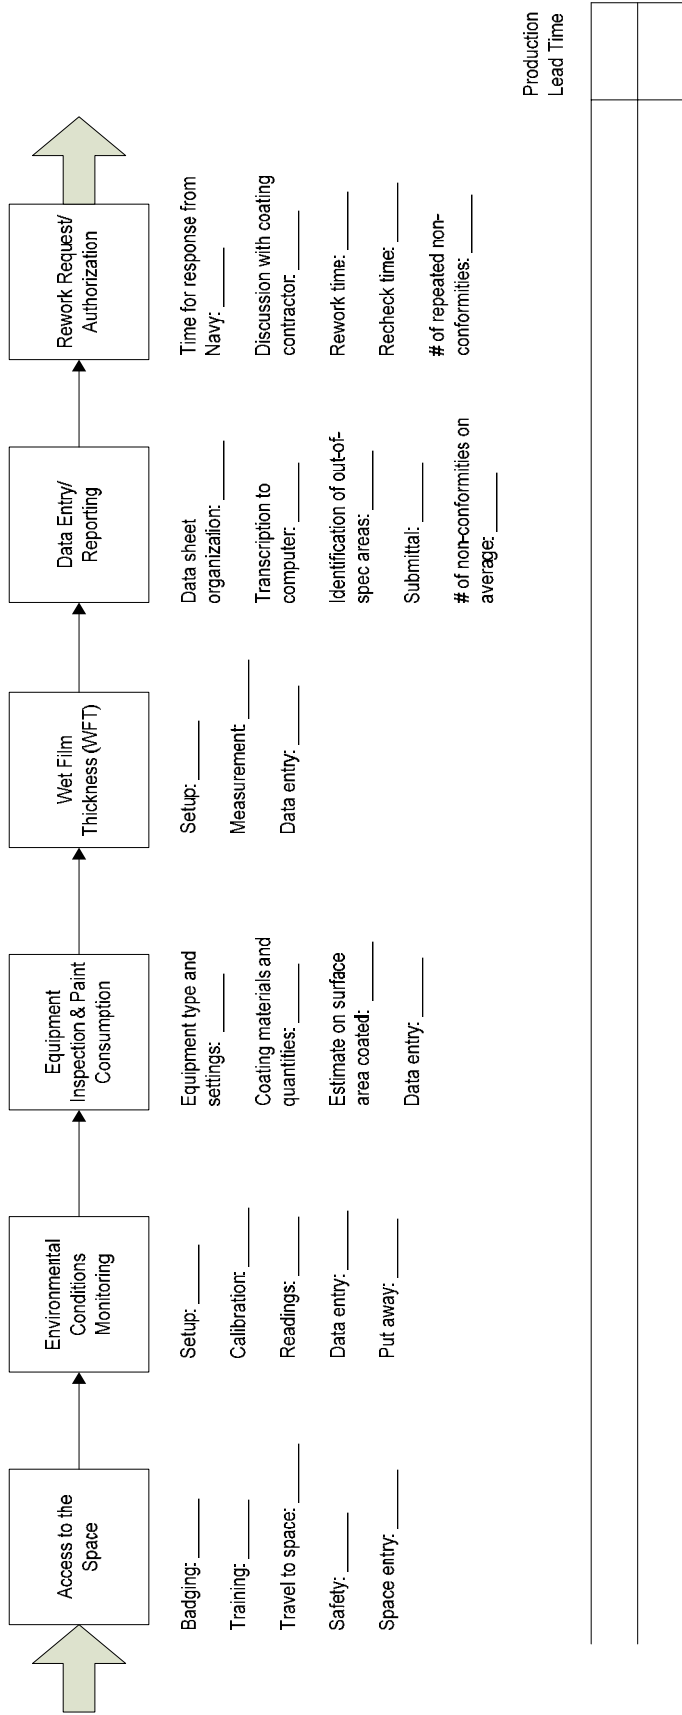 Access to the
Space
Badging: ____
Training: ____
Travel to space: ____
Safety: ____
Space entry: ____
Environmental
Conditions
Monitoring
Setup: ____
Calibration: ____
Readings: ____
Data entry: ____
Put away: ____
Equipment
Inspection & Paint
Consumption
Equipment type and
settings: ____
Coating materials and
quantities: ____
Estimate on surface
area coated: ____
Data entry: ____
Wet Film
Thickness (WFT)
Setup: ____
Measurement: ____
Data entry: ____
Data Entry/
Reporting
Data sheet
organization: ____
Transcription to
computer: ____
Identification of out-of-
spec areas: ____
Submittal: ____
# of non-conformities on
average: ____
Rework Request/
Authorization
Time for response from
Navy: ____
Discussion with coating
contractor: ____
Rework time: ____
Recheck time: ____
# of repeated non-
conformities: ____
Production
Lead Time